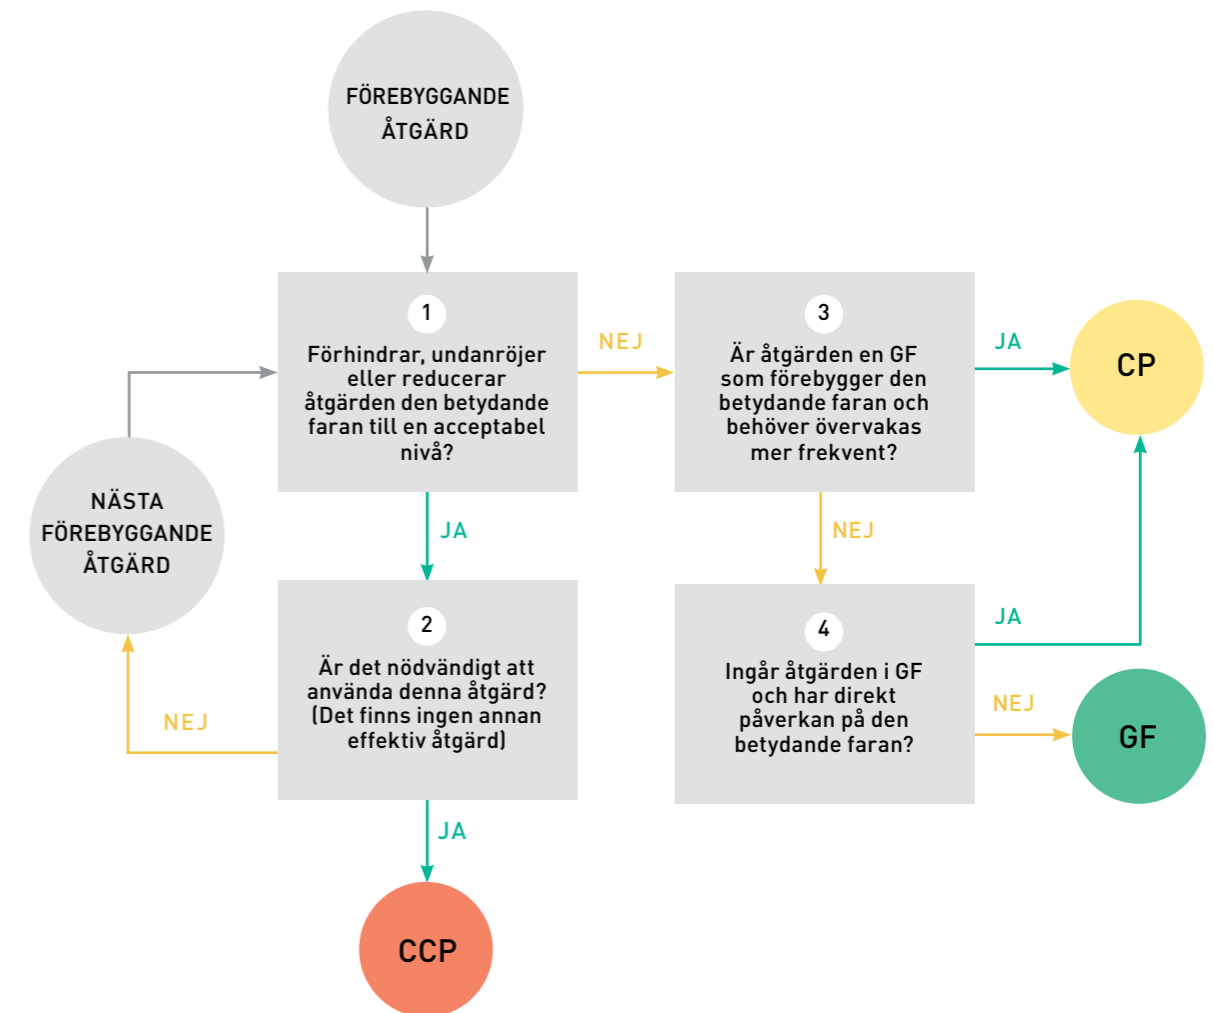 FÖREBYGGANDE
ÅTGÄRD
1
Förhindrar, undanröjer
eller reducerar
åtgärden den betydande
faran till en acceptabel
nivå?
NEJ
3
Är åtgärden en GF
som förebygger den
betydande faran och
behöver övervakas
mer frekvent?
JA
CP
NÄSTA
FÖREBYGGANDE
ÅTGÄRD
JA
NEJ
2
Är det nödvändigt att
använda denna åtgärd?
(Det finns ingen annan
effektiv åtgärd)
NEJ
4
Ingår åtgärden i GF
och har direkt
påverkan på den
betydande faran?
JA
NEJ
GF
JA
CCP